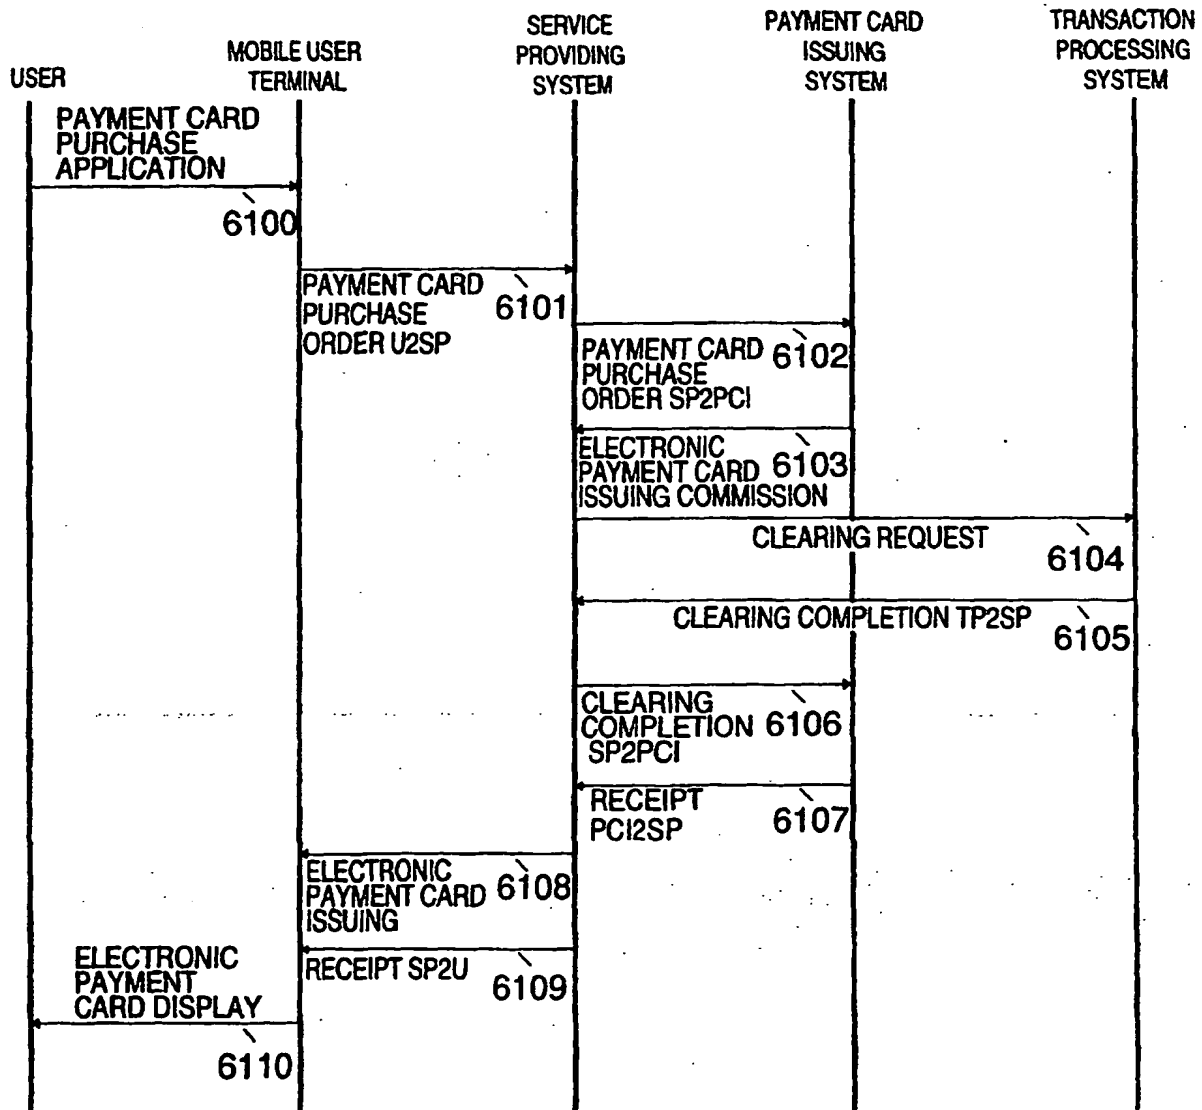 USER
MOBILE USER
TERMINAL
SERVICE
PROVIDING
SYSTEM
PAYMENT CARD
ISSUING
SYSTEM
TRANSACTION
PROCESSING
SYSTEM
PAYMENT CARD
PURCHASE
APPLICATION
6100
PAYMENT CARD
PURCHASE
ORDER U2SP
6101
PAYMENT CARD
PURCHASE
ORDER SP2PCI
6102
ELECTRONIC
PAYMENT CARD
ISSUING COMMISSION
6103
CLEARING REQUEST
6104
CLEARING COMPLETION TP2SP
6105
CLEARING
COMPLETION
SP2PCI
6106
RECEIPT
PCI2SP
6107
ELECTRONIC
PAYMENT CARD
ISSUING
6108
RECEIPT SP2U
6109
ELECTRONIC
PAYMENT
CARD DISPLAY
6110